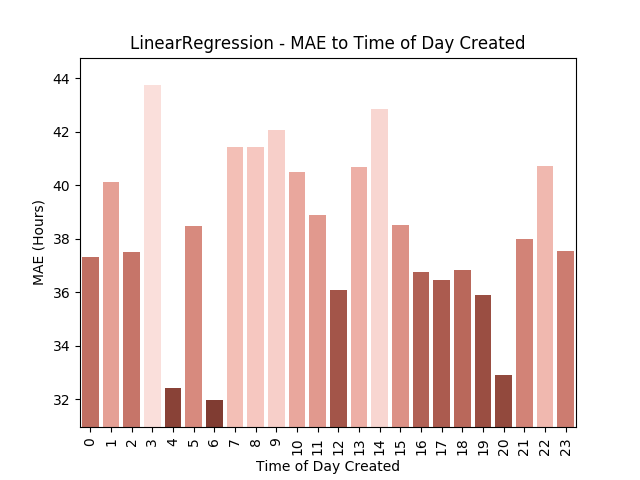 LinearRegression - MAE to Time of Day Created
MAE (Hours)
44
42
40
38
36
34
32
0 1 2 3 4 5 6 7 8 9 10 11 12 13 14 15 16 17 18 19 20 21 22 23
Time of Day Created